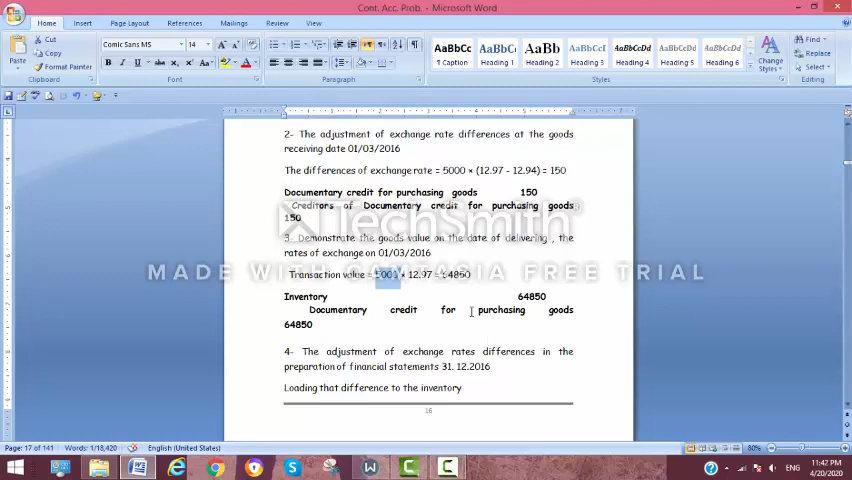 Cont. Acc. Prob. - Microsoft Word
Home Insert Page Layout References Mailings Review View
Cut
Copy
Format Painter
Paste
Clipboard
Comic Sans MS 14
Font
Paragraph
AaBbCc AaBbCc AaBb AaBbCcI AaBbCcDd AaBbCcDd AaBbCcDd
¶ Caption Heading 1 Heading 2 Heading 3 Heading 4 Heading 5 Heading 6
Change Styles
Styles
Find
Replace
Select
Editing
2- The adjustment of exchange rate differences at the goods
receiving date 01/03/2016
The differences of exchange rate = 5000 × (12.97 - 12.94) = 150
Documentary credit for purchasing goods 150
Creditors of Documentary credit for purchasing goods
150
TechSmith
3 Demonstrate the goods value on the date of delivering , the
rates of exchange on 01/03/2016
MADE WITH CAMTASIA FREE TRIAL
Transaction value = 5000 × 12.97 = 64850
Inventory 64850
Documentary credit for purchasing goods
64850
4- The adjustment of exchange rates differences in the
preparation of financial statements 31. 12.2016
Loading that difference to the inventory
16
Page: 17 of 141 Words: 1/18,420 English (United States) 80%
ENG 11:42 PM
4/20/2020